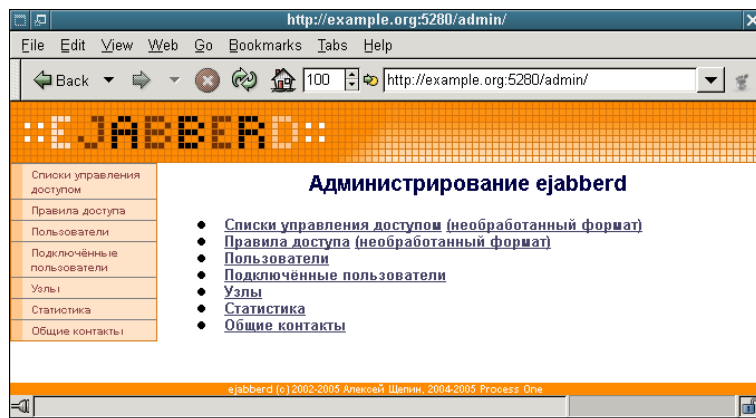 http://example.org:5280/admin/
File Edit View Web Go Bookmarks Tabs Help
Back 100 http://example.org:5280/admin/
::EJABBERD::
Списки управления
доступом
Правила доступа
Пользователи
Подключённые
пользователи
Узлы
Статистика
Общие контакты
Администрирование ejabberd
Списки управления доступом (необработанный формат)
Правила доступа (необработанный формат)
Пользователи
Подключённые пользователи
Узлы
Статистика
Общие контакты
ejabberd (c) 2002-2005 Алексей Щепин, 2004-2005 Process One